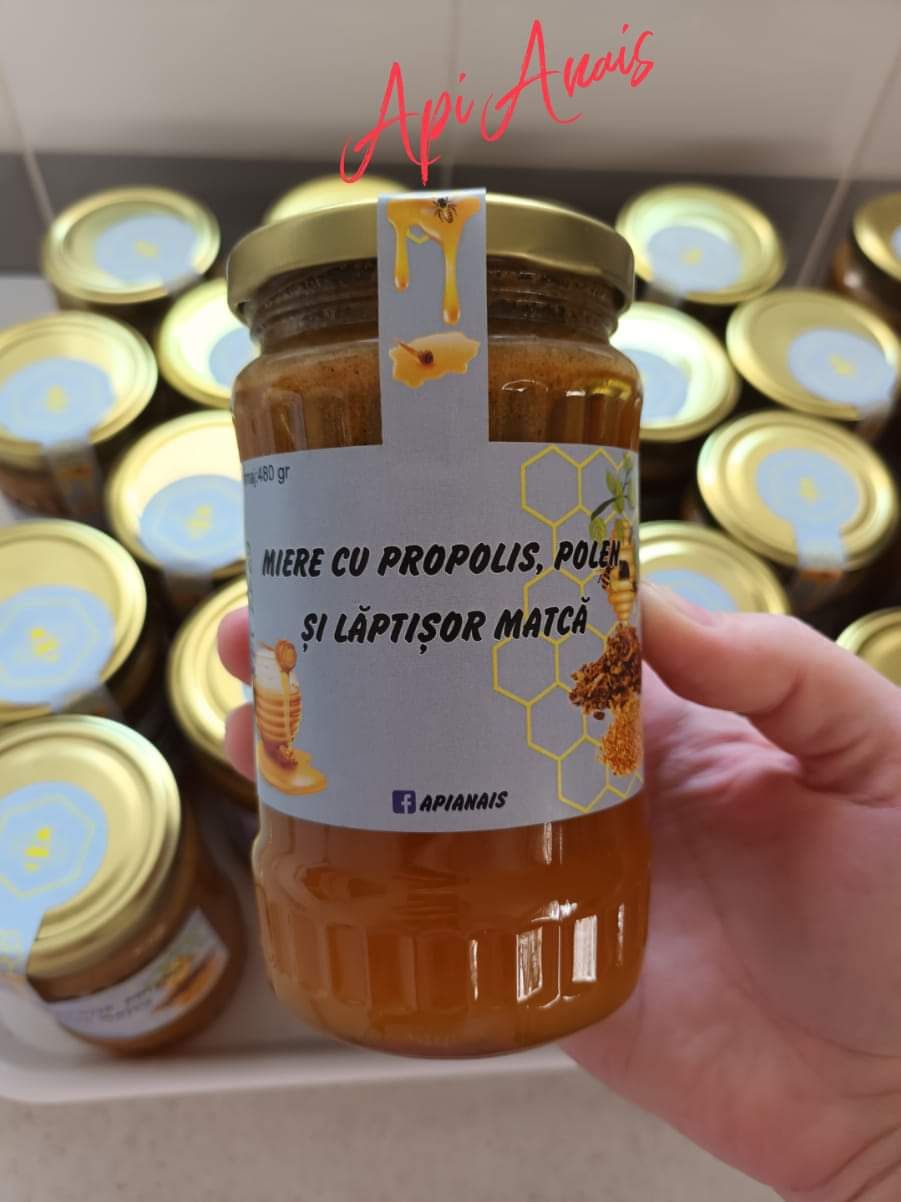 Api Anais
480 gr
MIERE CU PROPOLIS, POLEN
ȘI LĂPTIȘOR MATCĂ
APIANAIS